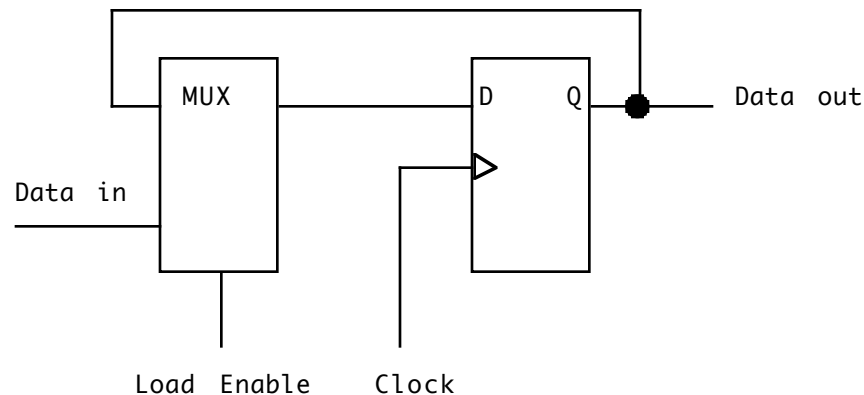 MUX
D
Q
Data out
Data in
Load Enable
Clock